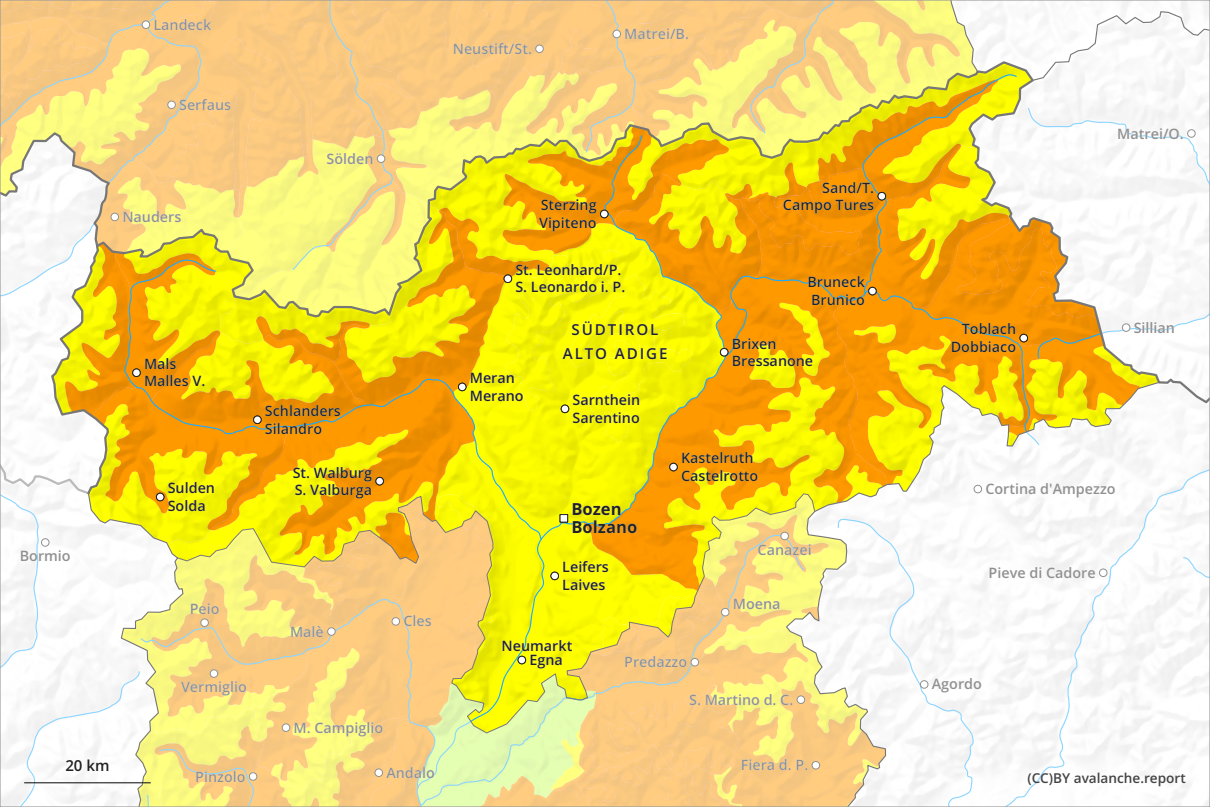 Landeck
Matrei/B.
Neustift/St.
Serfaus
Matrei/O.
Sölden
Nauders
Sand/T.
Campo Tures
Sterzing
Vipiteno
St. Leonhard/P.
S. Leonardo i. P.
Bruneck
Brunico
SÜDTIROL
ALTO ADIGE
Toblach
Dobbiaco
Sillian
Brixen
Bressanone
Mals
Malles V.
Meran
Merano
Sarnthein
Sarentino
Schlanders
Silandro
Kastelruth
Castelrotto
St. Walburg
S. Valburga
Sulden
Solda
Cortina d'Ampezzo
Bozen
Bolzano
Bormio
Canazei
Leifers
Laives
Pieve di Cadore
Peio
Moena
Malè
Cles
Neumarkt
Egna
Predazzo
Vermiglio
Agordo
S. Martino d. C.
M. Campiglio
20 km
Pinzolo
Andalo
Fiera d. P.
(CC)BY avalanche.report